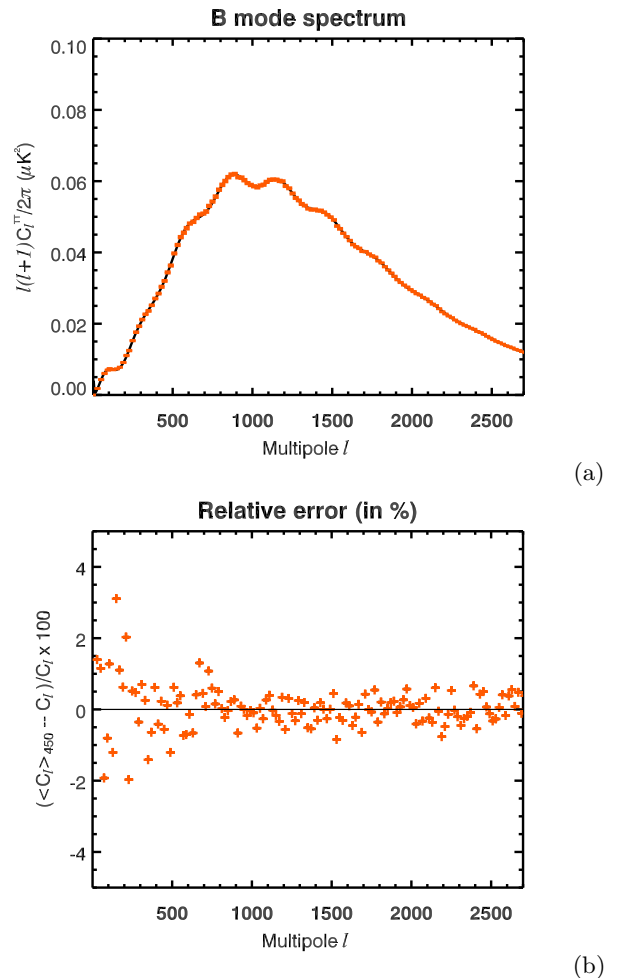 B mode spectrum
l(l+1)C_l^TT/2π (μK²)
0.10
0.08
0.06
0.04
0.02
0.00
500 1000 1500 2000 2500
Multipole l
(a)
Relative error (in %)
(<C_l>_450 -- C_l )/C_l x 100
4
2
0
-2
-4
500 1000 1500 2000 2500
Multipole l
(b)